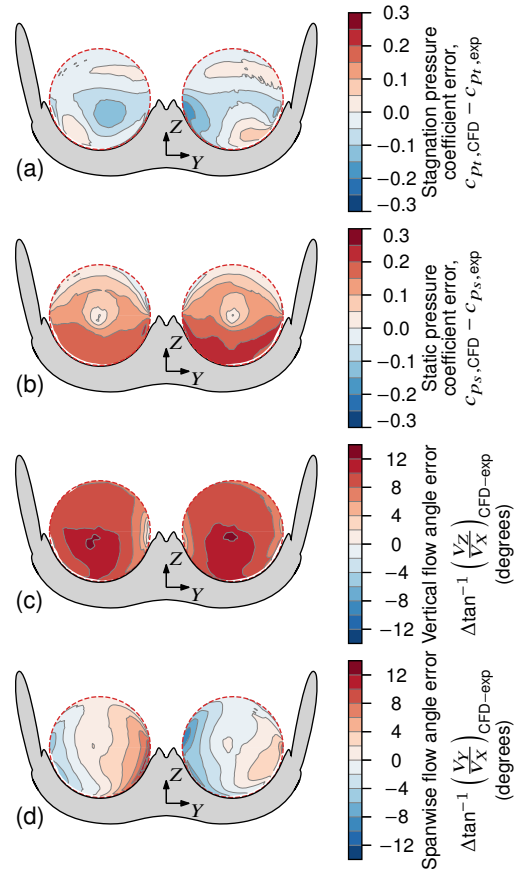 (a)
Z
Y
0.3
0.2
0.1
0.0
−0.1
−0.2
−0.3
Stagnation pressure
coefficient error,
c_{p_t,CFD} − c_{p_t,exp}
(b)
Z
Y
0.3
0.2
0.1
0.0
−0.1
−0.2
−0.3
Static pressure
coefficient error,
c_{p_s,CFD} − c_{p_s,exp}
(c)
Z
Y
12
8
4
0
−4
−8
−12
Vertical flow angle error
Δtan⁻¹ (V_Z/V_X)_{CFD−exp}
(degrees)
(d)
Z
Y
12
8
4
0
−4
−8
−12
Spanwise flow angle error
Δtan⁻¹ (V_Y/V_X)_{CFD−exp}
(degrees)